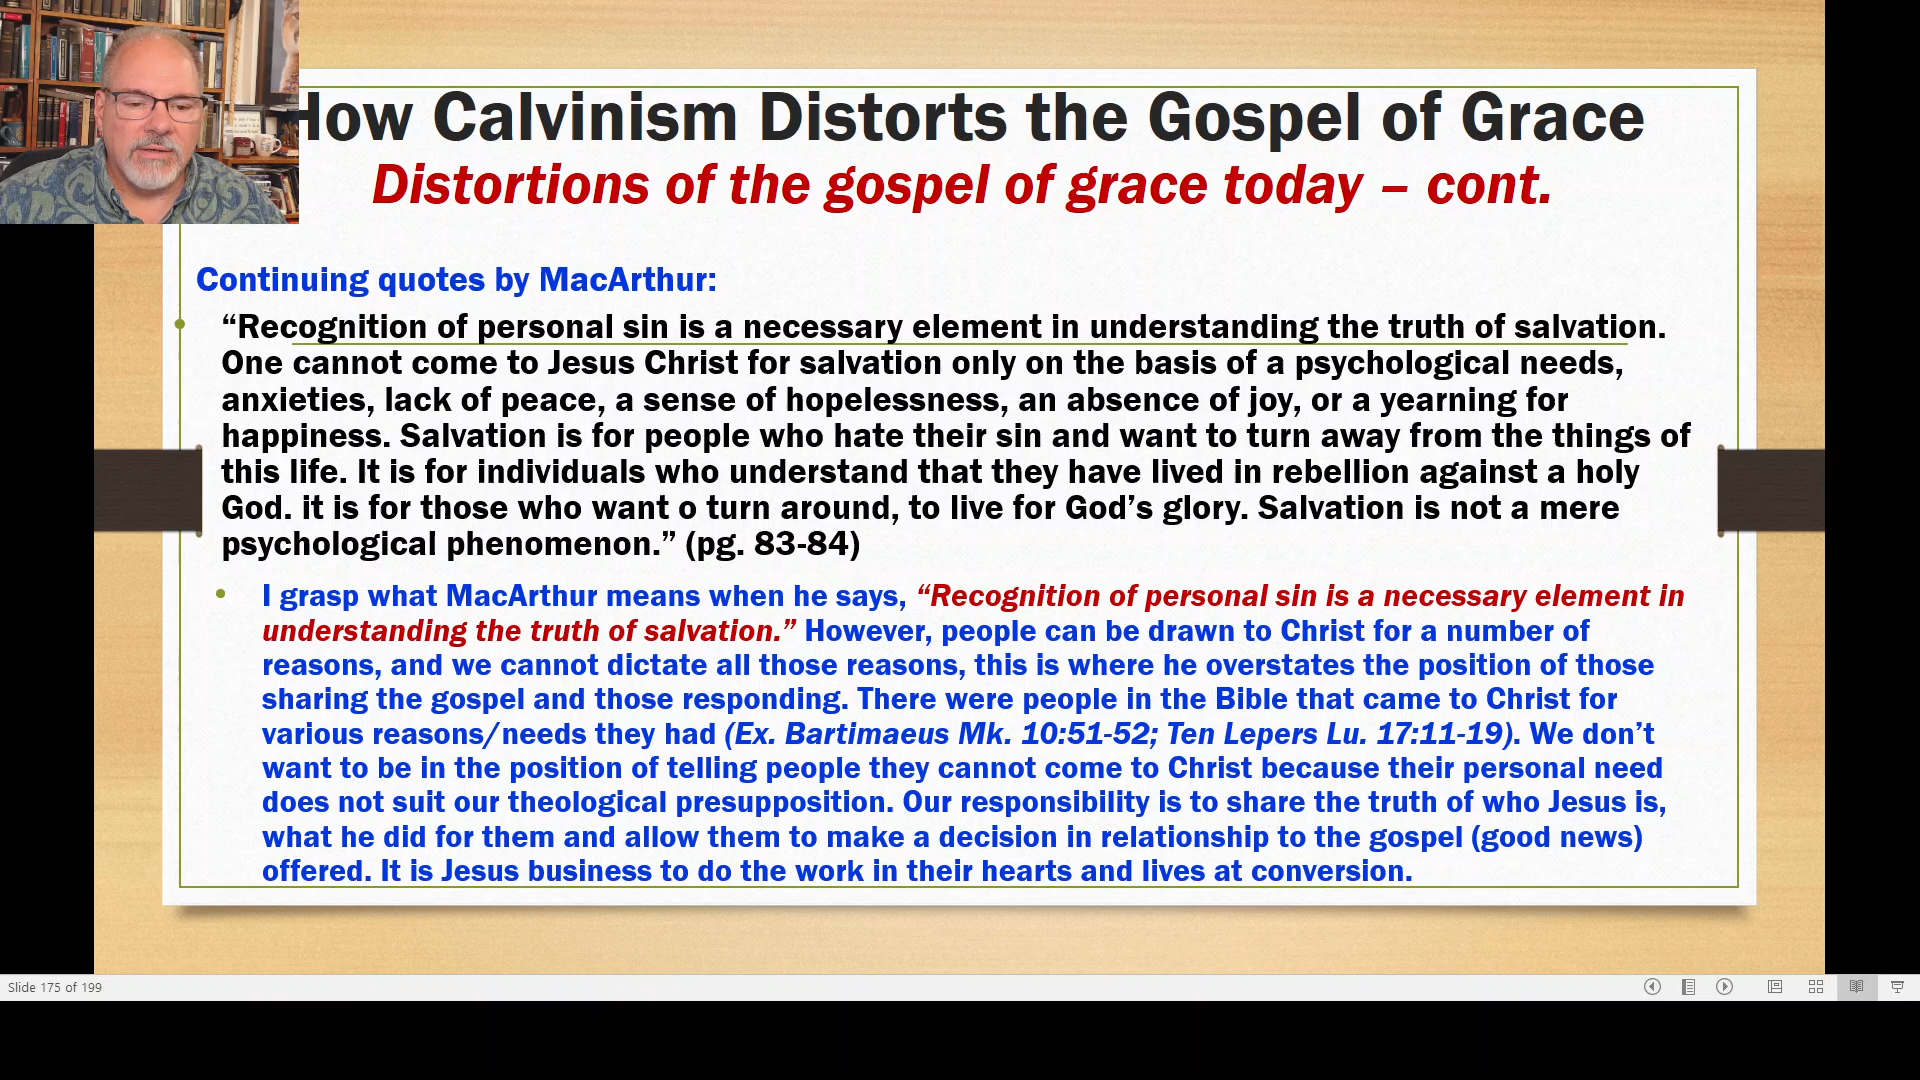 How Calvinism Distorts the Gospel of Grace
Distortions of the gospel of grace today – cont.
Continuing quotes by MacArthur:
“Recognition of personal sin is a necessary element in understanding the truth of salvation.
One cannot come to Jesus Christ for salvation only on the basis of a psychological needs,
anxieties, lack of peace, a sense of hopelessness, an absence of joy, or a yearning for
happiness. Salvation is for people who hate their sin and want to turn away from the things of
this life. It is for individuals who understand that they have lived in rebellion against a holy
God. it is for those who want o turn around, to live for God’s glory. Salvation is not a mere
psychological phenomenon.” (pg. 83-84)
I grasp what MacArthur means when he says, “Recognition of personal sin is a necessary element in
understanding the truth of salvation.” However, people can be drawn to Christ for a number of
reasons, and we cannot dictate all those reasons, this is where he overstates the position of those
sharing the gospel and those responding. There were people in the Bible that came to Christ for
various reasons/needs they had (Ex. Bartimaeus Mk. 10:51-52; Ten Lepers Lu. 17:11-19). We don’t
want to be in the position of telling people they cannot come to Christ because their personal need
does not suit our theological presupposition. Our responsibility is to share the truth of who Jesus is,
what he did for them and allow them to make a decision in relationship to the gospel (good news)
offered. It is Jesus business to do the work in their hearts and lives at conversion.
Slide 175 of 199